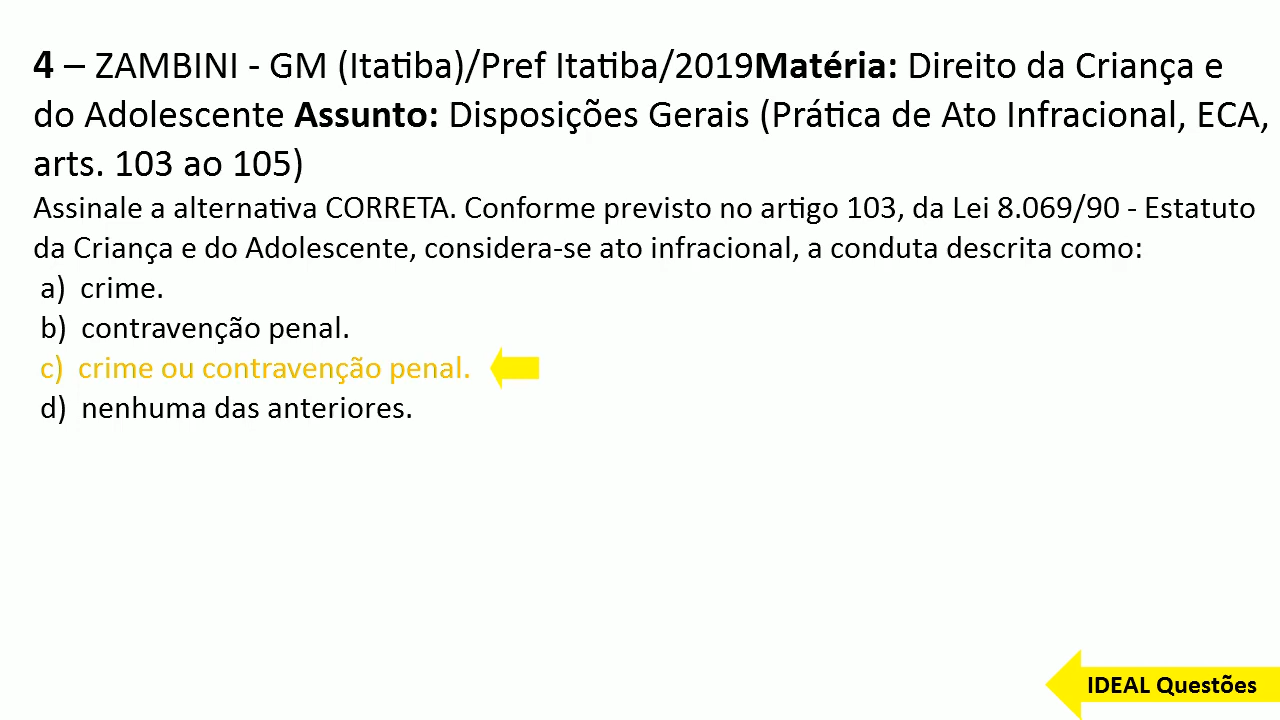 4 – ZAMBINI - GM (Itatiba)/Pref Itatiba/2019Matéria: Direito da Criança e
do Adolescente Assunto: Disposições Gerais (Prática de Ato Infracional, ECA,
arts. 103 ao 105)
Assinale a alternativa CORRETA. Conforme previsto no artigo 103, da Lei 8.069/90 - Estatuto
da Criança e do Adolescente, considera-se ato infracional, a conduta descrita como:
a) crime.
b) contravenção penal.
c) crime ou contravenção penal.
d) nenhuma das anteriores.
IDEAL Questões